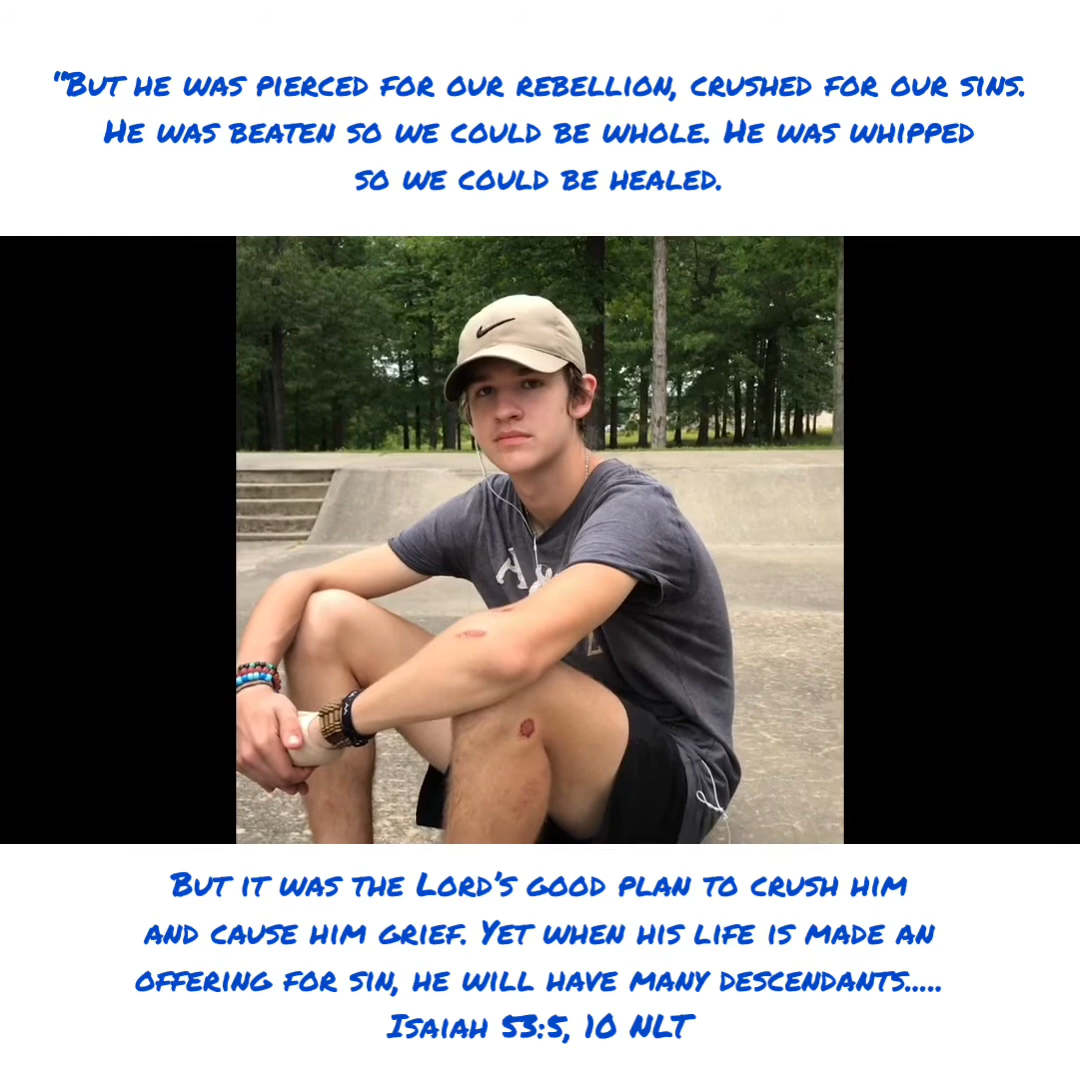 "But he was pierced for our rebellion, crushed for our sins.
He was beaten so we could be whole. He was whipped
so we could be healed.
A&
But it was the Lord's good plan to crush him
and cause him grief. Yet when his life is made an
offering for sin, he will have many descendants.....
Isaiah 53:5, 10 NLT